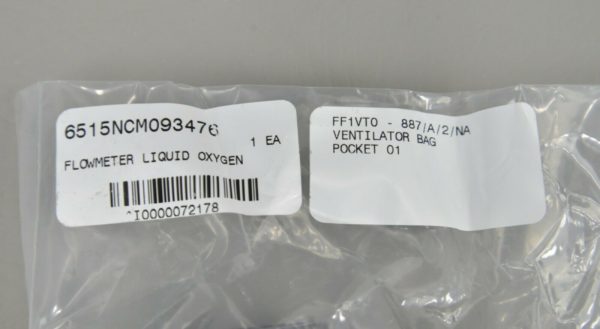 6515NCM093476
1 EA
FLOWMETER LIQUID OXYGEN
^I0000072178
FF1VT0 - 887/A/2/NA
VENTILATOR BAG
POCKET 01